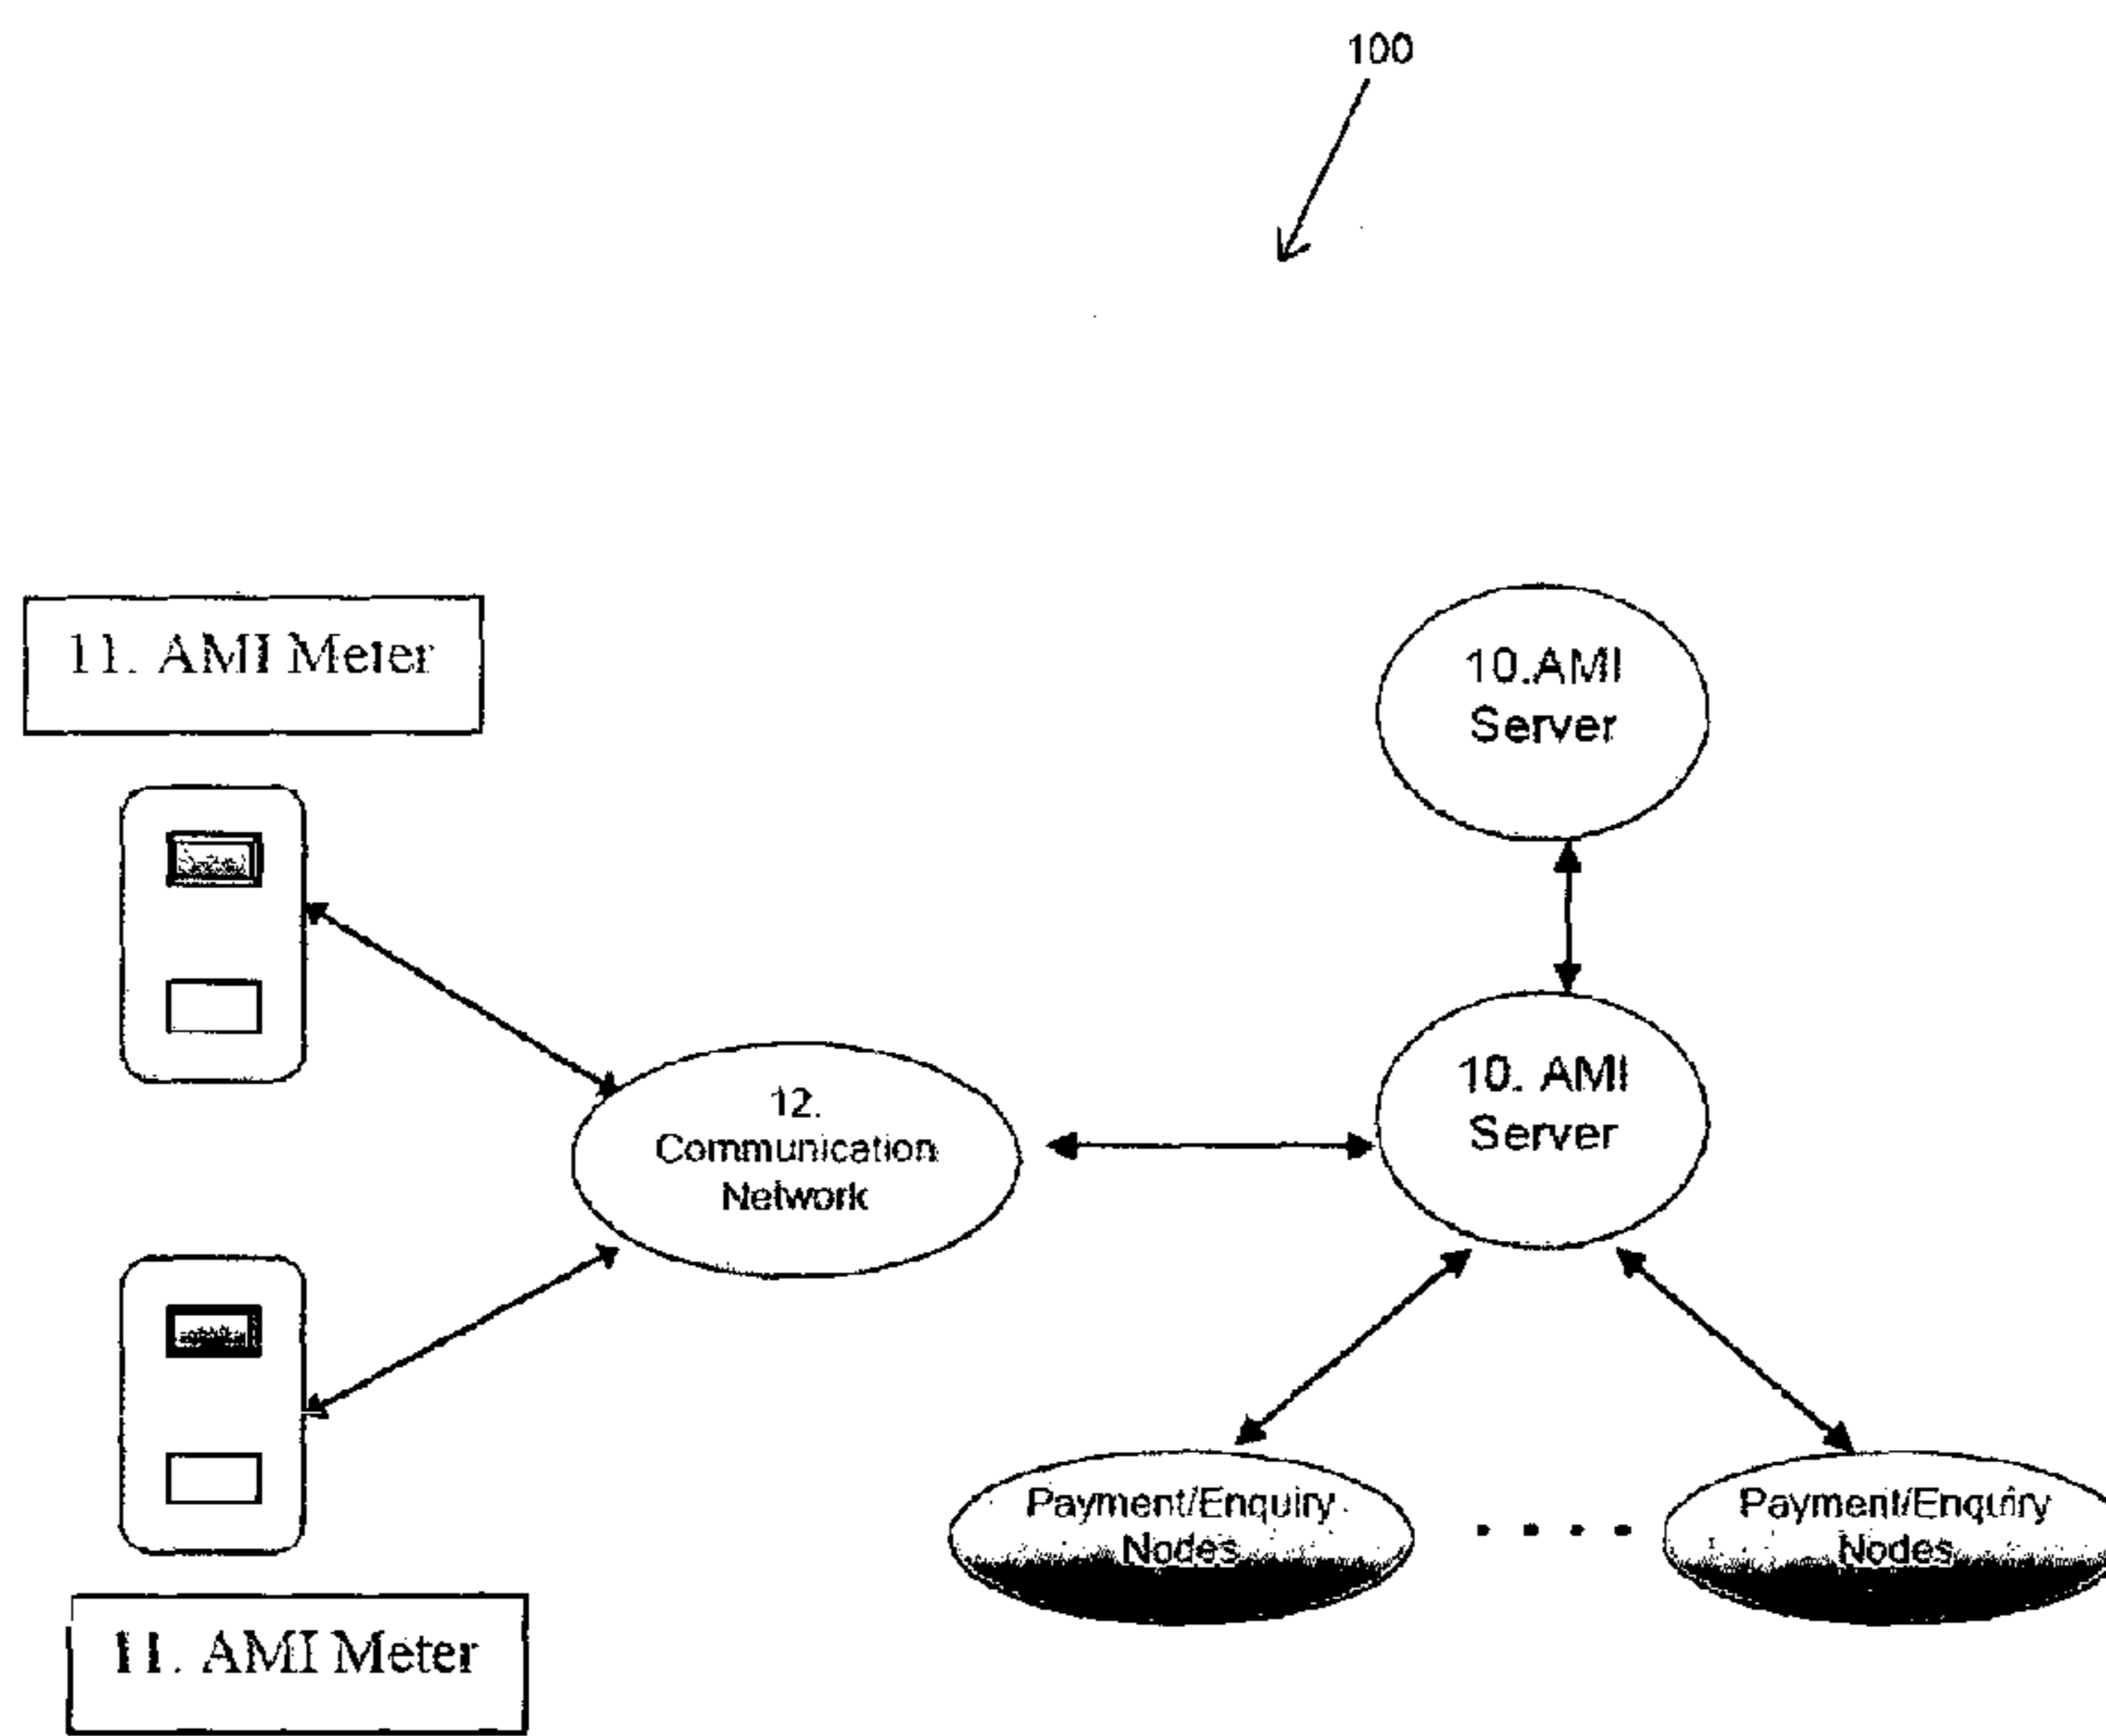 100
11. AMI Meter
10.AMI
Server
12.
Communication
Network
10. AMI
Server
Payment/Enquiry
Nodes
Payment/Enquiry
Nodes
11. AMI Meter